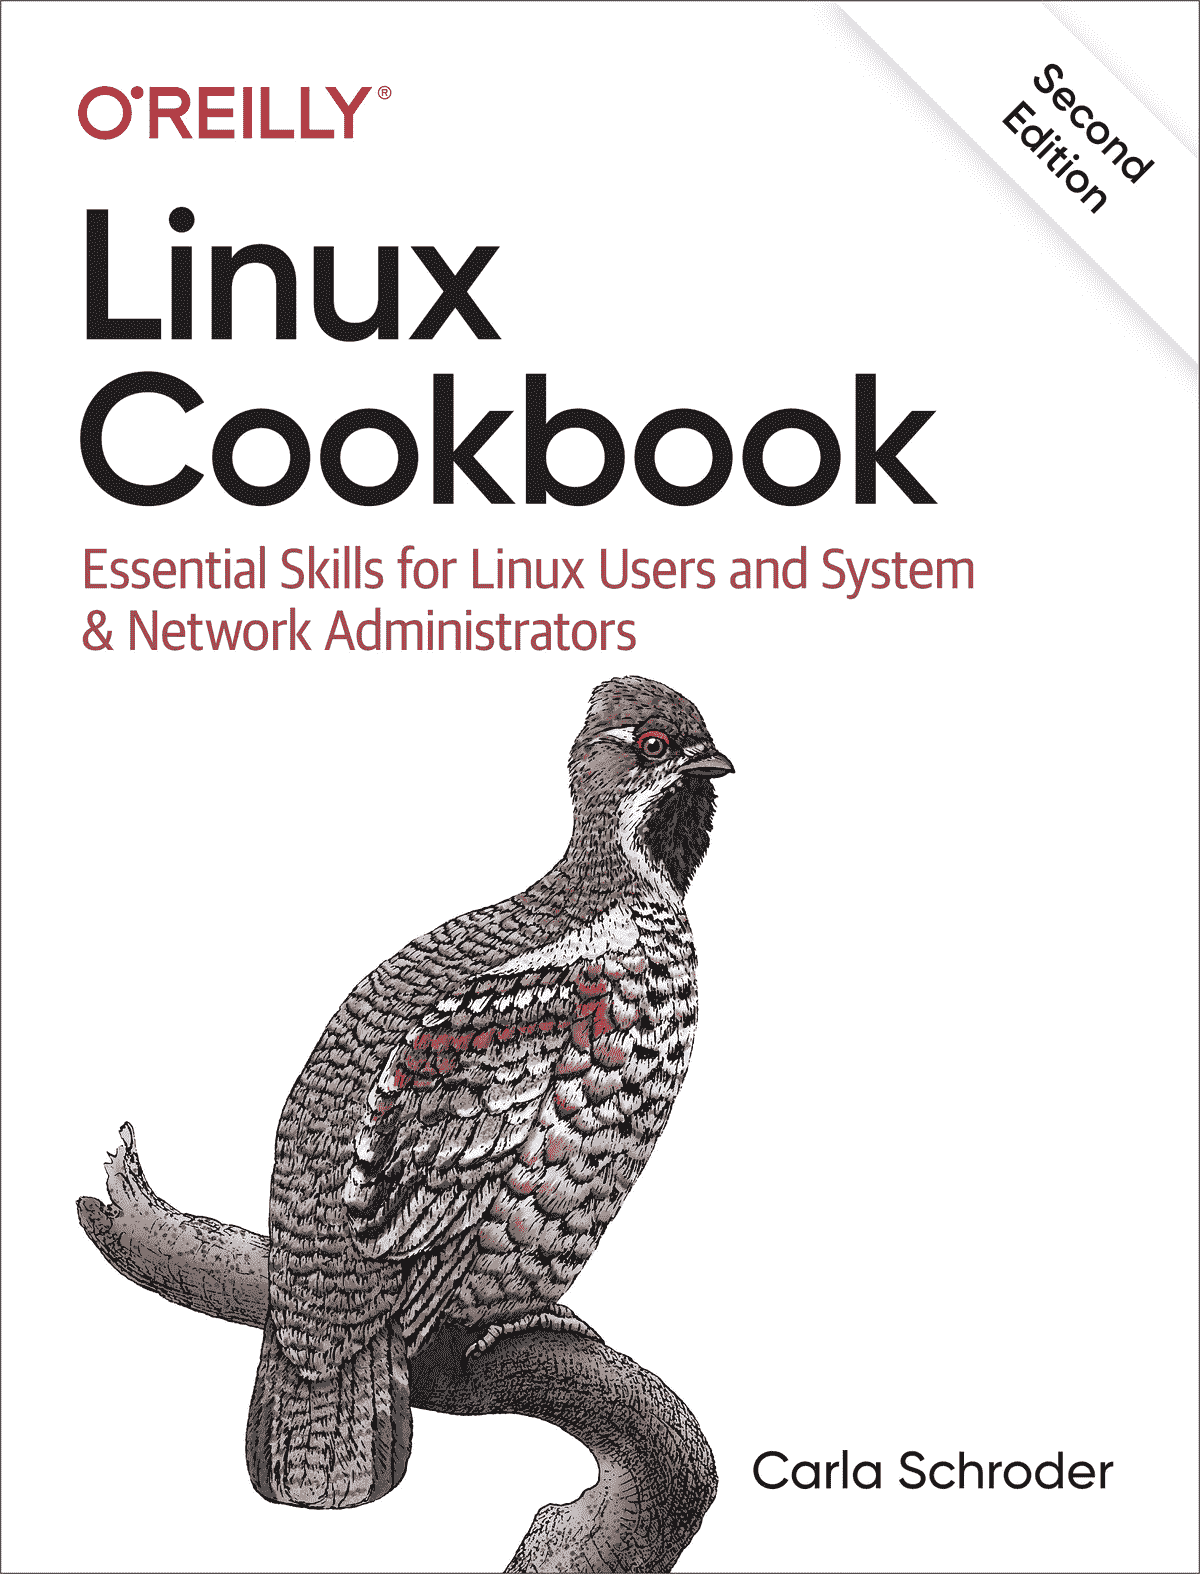 O'REILLY®
Second
Edition
Linux
Cookbook
Essential Skills for Linux Users and System
& Network Administrators
Carla Schroder